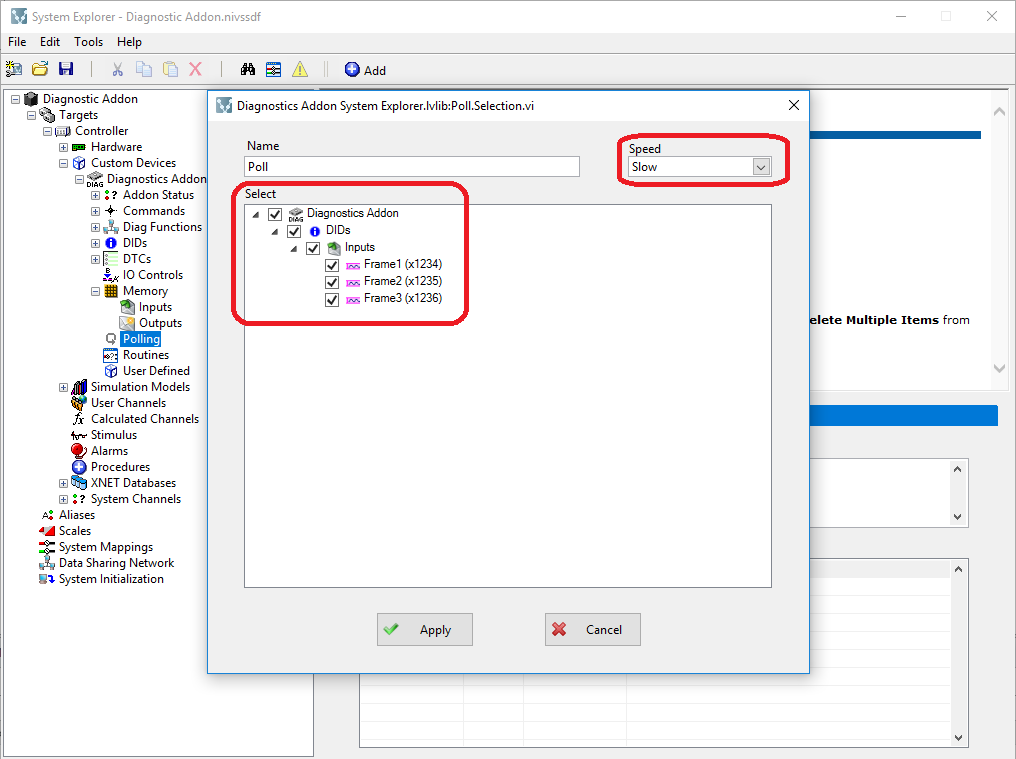 System Explorer - Diagnostic Addon.nivssdf
File Edit Tools Help
Add
Diagnostic Addon
Targets
Controller
Hardware
Custom Devices
Diagnostics Addon
Addon Status
Commands
Diag Functions
DIDs
DTCs
IO Controls
Memory
Inputs
Outputs
Polling
Routines
User Defined
Simulation Models
User Channels
Calculated Channels
Stimulus
Alarms
Procedures
XNET Databases
System Channels
Aliases
Scales
System Mappings
Data Sharing Network
System Initialization
Diagnostics Addon System Explorer.lvlib:Poll.Selection.vi
Name
Poll
Speed
Slow
Select
DIAG Diagnostics Addon
DIDs
Inputs
Frame1 (x1234)
Frame2 (x1235)
Frame3 (x1236)
Apply
Cancel
elete Multiple Items from